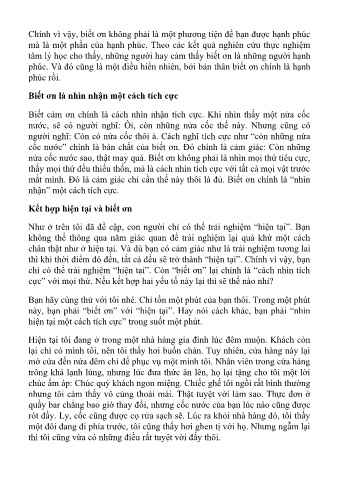 Chính vì vậy, biết ơn không phải là một phương tiện để bạn được hạnh phúc
mà là một phần của hạnh phúc. Theo các kết quả nghiên cứu thực nghiệm
tâm lý học cho thấy, những người hay cảm thấy biết ơn là những người hạnh
phúc. Và đó cũng là một điều hiển nhiên, bởi bản thân biết ơn chính là hạnh
phúc rồi.
Biết ơn là nhìn nhận một cách tích cực
Biết cảm ơn chính là cách nhìn nhận tích cực. Khi nhìn thấy một nửa cốc
nước, sẽ có người nghĩ: Ôi, còn những nửa cốc thế này. Nhưng cũng có
người nghĩ: Còn có nửa cốc thôi à. Cách nghĩ tích cực như “còn những nửa
cốc nước” chính là bản chất của biết ơn. Đó chính là cảm giác: Còn những
nửa cốc nước sao, thật may quá. Biết ơn không phải là nhìn mọi thứ tiêu cực,
thấy mọi thứ đều thiếu thốn, mà là cách nhìn tích cực với tất cả mọi vật trước
mắt mình. Đó là cảm giác chỉ cần thế này thôi là đủ. Biết ơn chính là “nhìn
nhận” một cách tích cực.
Kết hợp hiện tại và biết ơn
Như ở trên tôi đã đề cập, con người chỉ có thể trải nghiệm “hiện tại”. Bạn
không thể thông qua năm giác quan để trải nghiệm lại quá khứ một cách
chân thật như ở hiện tại. Và dù bạn có cảm giác như là trải nghiệm tương lai
thì khi thời điểm đó đến, tất cả đều sẽ trở thành “hiện tại”. Chính vì vậy, bạn
chỉ có thể trải nghiệm “hiện tại”. Còn “biết ơn” lại chính là “cách nhìn tích
cực” với mọi thứ. Nếu kết hợp hai yếu tố này lại thì sẽ thế nào nhỉ?
Bạn hãy cùng thử với tôi nhé. Chỉ tốn một phút của bạn thôi. Trong một phút
này, bạn phải “biết ơn” với “hiện tại”. Hay nói cách khác, bạn phải “nhìn
hiện tại một cách tích cực” trong suốt một phút.
Hiện tại tôi đang ở trong một nhà hàng gia đình lúc đêm muộn. Khách còn
lại chỉ có mình tôi, nên tôi thấy hơi buồn chán. Tuy nhiên, cửa hàng này lại
mở cửa đến nửa đêm chỉ để phục vụ một mình tôi. Nhân viên trong cửa hàng
trông khá lạnh lùng, nhưng lúc đưa thức ăn lên, họ lại tặng cho tôi một lời
chúc ấm áp: Chúc quý khách ngon miệng. Chiếc ghế tôi ngồi rất bình thường
nhưng tôi cảm thấy vô cùng thoải mái. Thật tuyệt vời làm sao. Thực đơn ở
quầy bar chẳng bao giờ thay đổi, nhưng cốc nước của bạn lúc nào cũng được
rót đầy. Ly, cốc cũng được cọ rửa sạch sẽ. Lúc ra khỏi nhà hàng đó, tôi thấy
một đôi đang đi phía trước, tôi cũng thấy hơi ghen tị với họ. Nhưng ngẫm lại
thì tôi cũng vừa có những điều rất tuyệt vời đấy thôi.